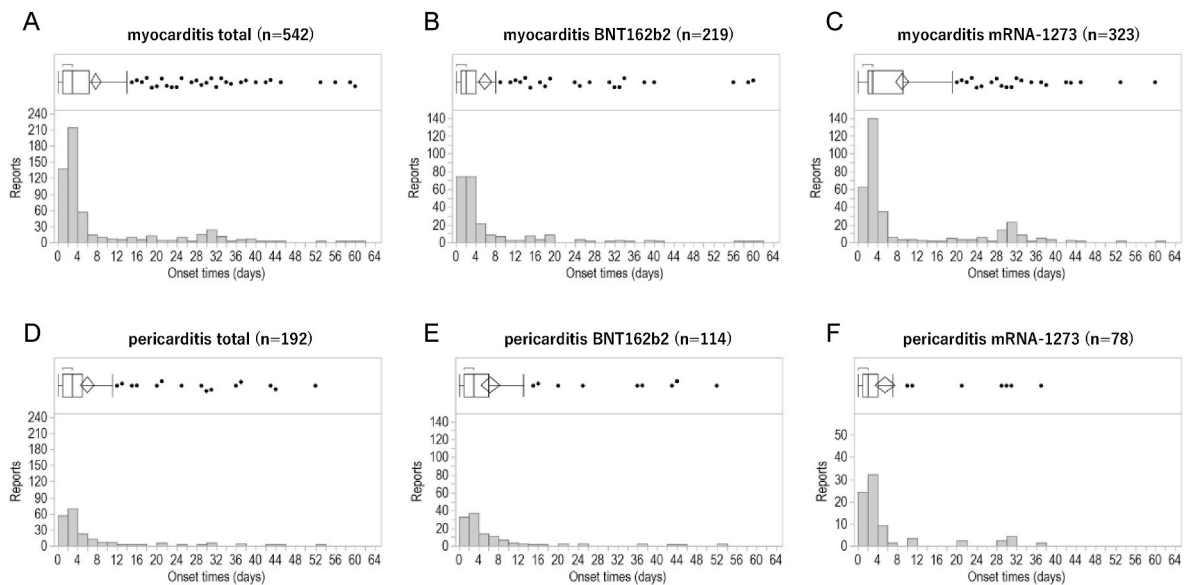 A
myocarditis total (n=542)
Reports
240
210
180
150
120
90
60
30
0
0 4 8 12 16 20 24 28 32 36 40 44 48 52 56 60 64
Onset times (days)
B
myocarditis BNT162b2 (n=219)
Reports
140
120
100
80
60
40
20
0
0 4 8 12 16 20 24 28 32 36 40 44 48 52 56 60 64
Onset times (days)
C
myocarditis mRNA-1273 (n=323)
Reports
140
120
100
80
60
40
20
0
0 4 8 12 16 20 24 28 32 36 40 44 48 52 56 60 64
Onset times (days)
D
pericarditis total (n=192)
Reports
240
210
180
150
120
90
60
30
0
0 4 8 12 16 20 24 28 32 36 40 44 48 52 56 60 64
Onset times (days)
E
pericarditis BNT162b2 (n=114)
Reports
140
120
100
80
60
40
20
0
0 4 8 12 16 20 24 28 32 36 40 44 48 52 56 60 64
Onset times (days)
F
pericarditis mRNA-1273 (n=78)
Reports
50
40
30
20
10
0
0 4 8 12 16 20 24 28 32 36 40 44 48 52 56 60 64
Onset times (days)